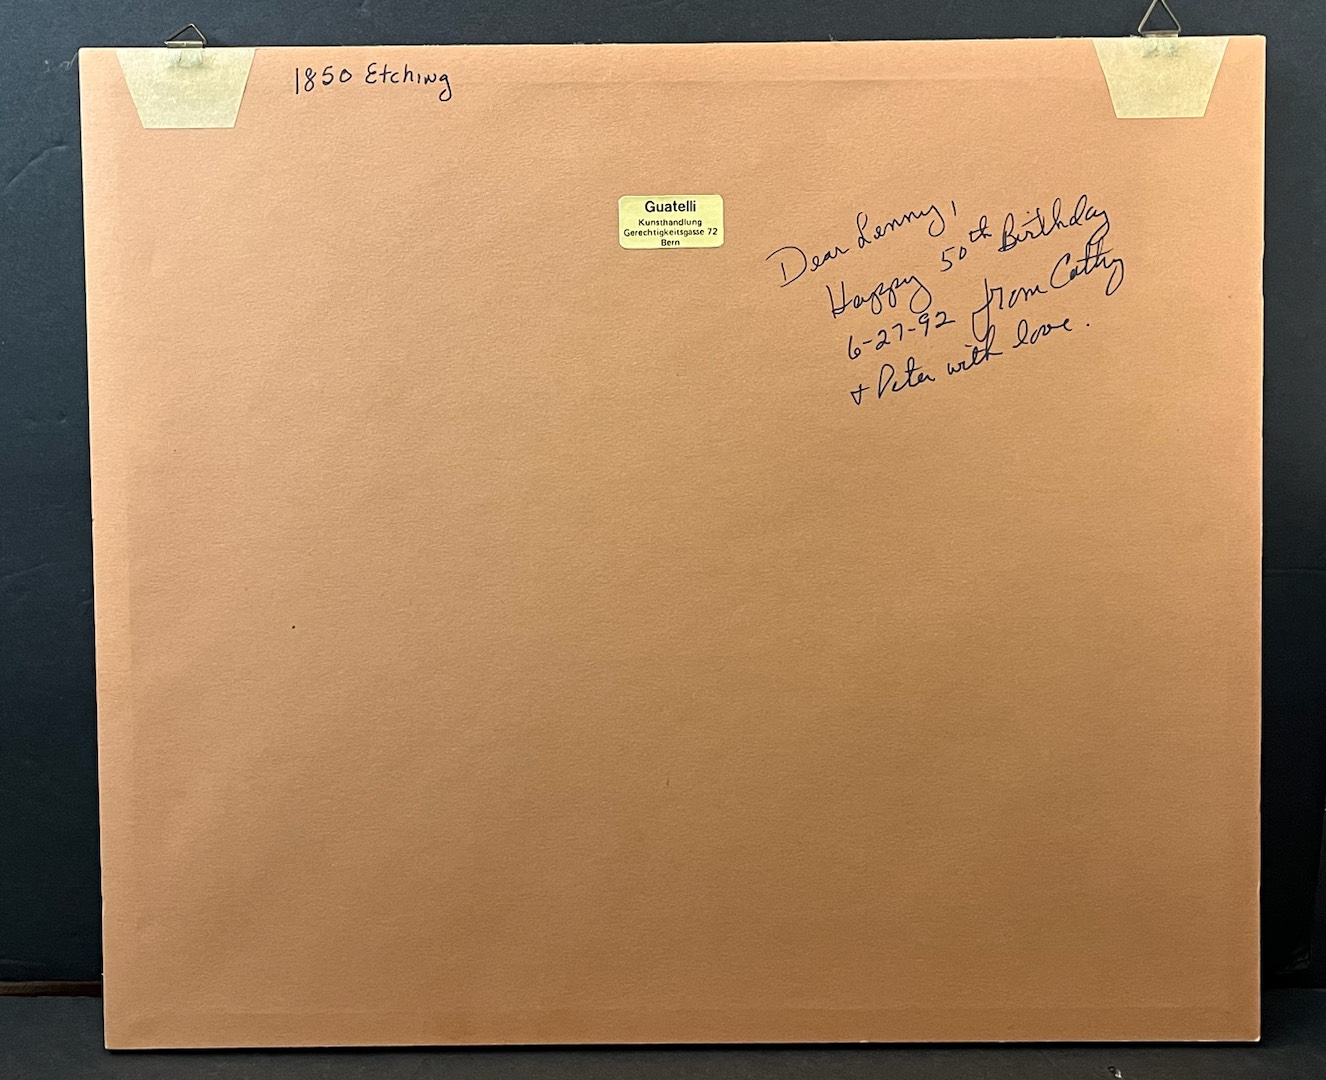 1850 Etching
Guatelli
Kunsthandlung
Gerechtigkeitsgasse 72
Bern
Dear Lenny,
Happy 50th Birthday
6-27-92 from Cathy
+ Peter with love.